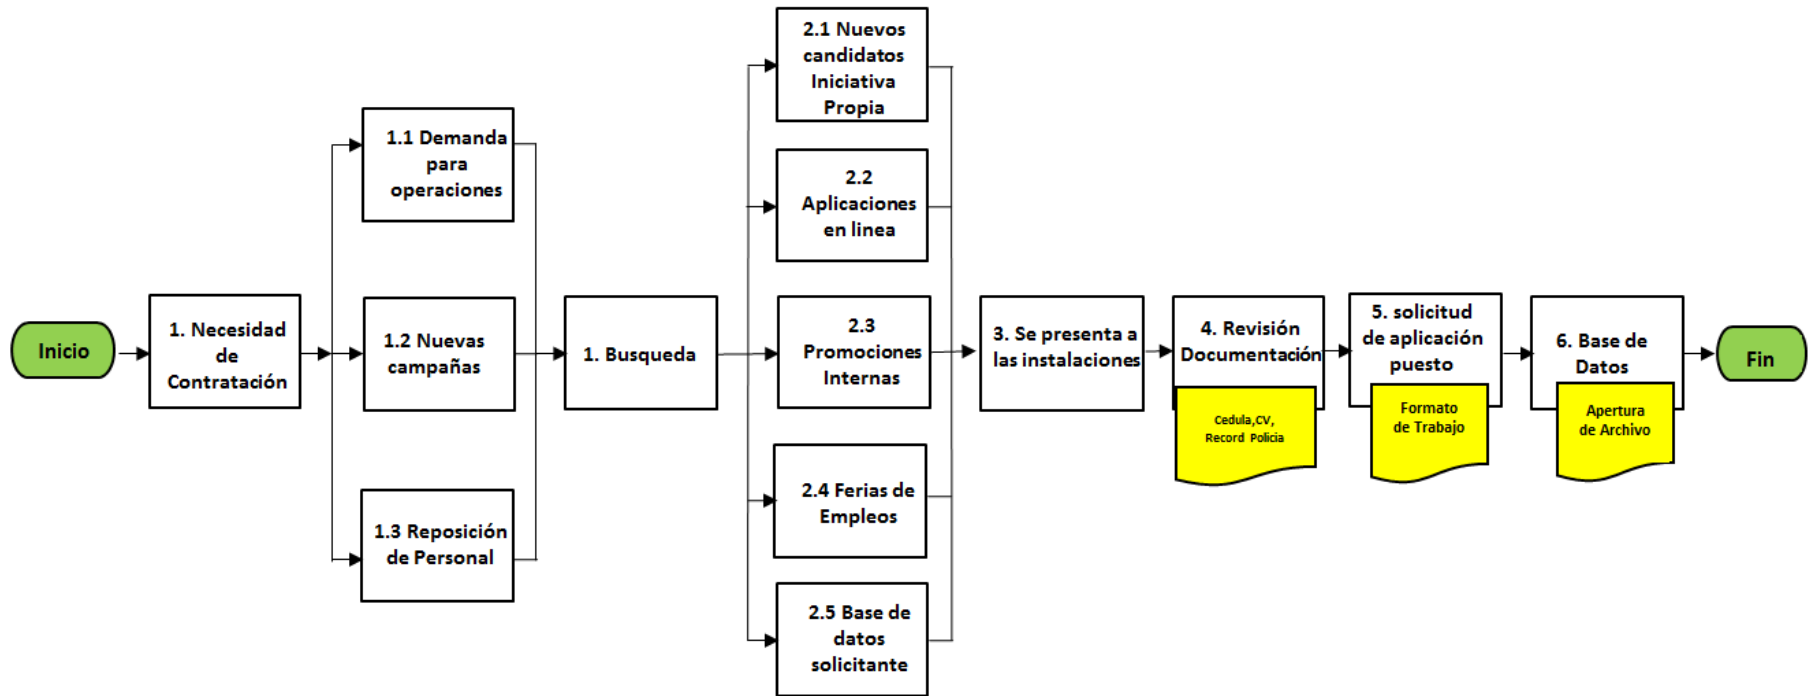 Inicio
1. Necesidad
de
Contratación
1.1 Demanda
para
operaciones
1.2 Nuevas
campañas
1.3 Reposición
de Personal
1. Busqueda
2.1 Nuevos
candidatos
Iniciativa
Propia
2.2
Aplicaciones
en linea
2.3
Promociones
Internas
2.4 Ferias de
Empleos
2.5 Base de
datos
solicitante
3. Se presenta a
las instalaciones
4. Revisión
Documentación
Cedula,CV,
Record Policia
5. solicitud
de aplicación
puesto
Formato
de Trabajo
6. Base de
Datos
Apertura
de Archivo
Fin